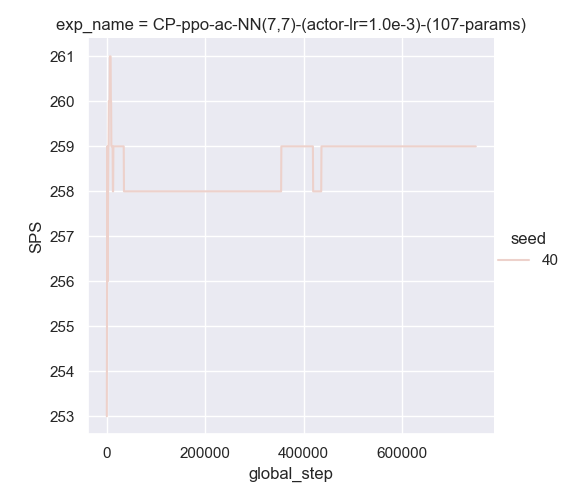 exp_name = CP-ppo-ac-NN(7,7)-(actor-lr=1.0e-3)-(107-params)
261
260
259
258
257
256
255
254
253
SPS
0 200000 400000 600000
global_step
seed
40